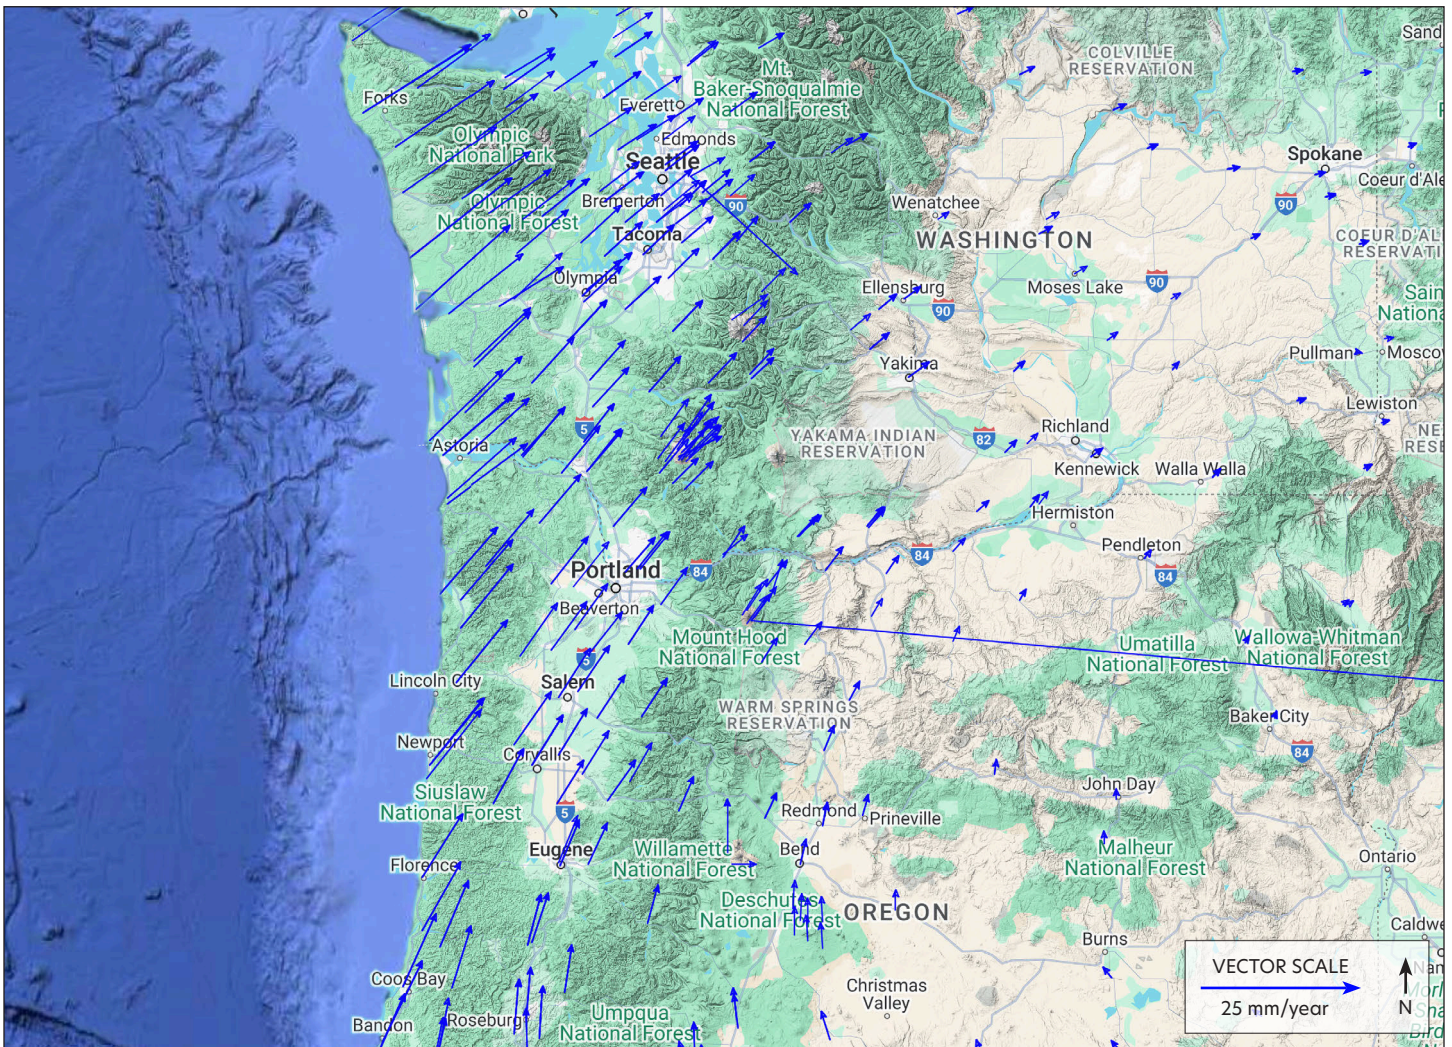 Sand
COLVILLE
RESERVATION
Mt.
Baker-Snoqualmie
National Forest
Forks
Everett
Olympic
National Park
Edmonds
Seattle
Spokane
Coeur d'Ale
Bremerton
Olympic
National Forest
90
Wenatchee
90
Tacoma
WASHINGTON
COEUR D'AL
RESERVATI
Olympia
Ellensburg
Moses Lake
90
90
Sain
Nationa
Yakima
Pullman
Mosco
Lewiston
5
Astoria
YAKAMA INDIAN
RESERVATION
82
Richland
NE
RESE
Kennewick
Walla Walla
Hermiston
84
84
Pendleton
84
Portland
Beaverton
Mount Hood
National Forest
Umatilla
National Forest
Wallowa-Whitman
National Forest
5
Lincoln City
Salem
WARM SPRINGS
RESERVATION
Baker City
84
Newport
Corvallis
Siuslaw
National Forest
5
Redmond
Prineville
John Day
Eugene
Willamette
National Forest
Bend
Malheur
National Forest
Florence
Ontario
Deschutes
National Forest
OREGON
Caldwe
Burns
Coos Bay
Christmas
Valley
VECTOR SCALE
25 mm/year
N
Nan
Bandon
Roseburg
Umpqua
National Forest